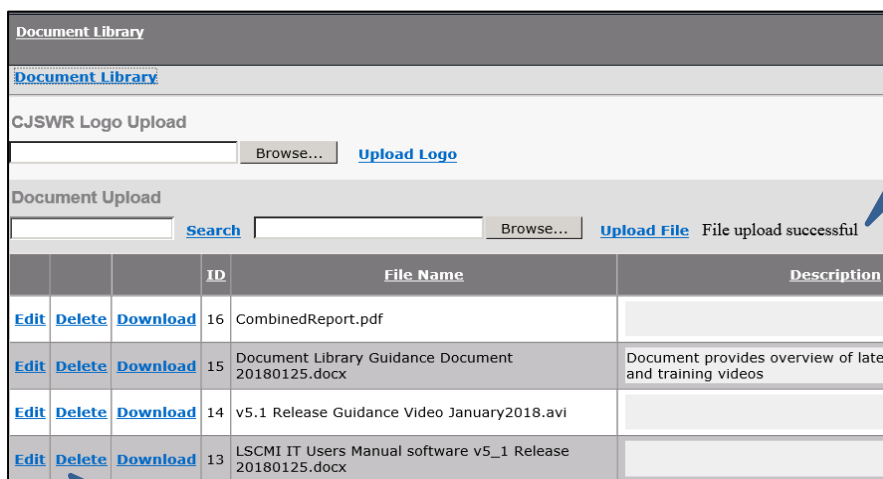 Document Library
Document Library
CJSWR Logo Upload
Browse... Upload Logo
Document Upload
Search Browse... Upload File File upload successful
ID File Name Description
Edit Delete Download 16 CombinedReport.pdf
Edit Delete Download 15 Document Library Guidance Document Document provides overview of late
20180125.docx and training videos
Edit Delete Download 14 v5.1 Release Guidance Video January2018.avi
Edit Delete Download 13 LSCMI IT Users Manual software v5_1 Release
20180125.docx